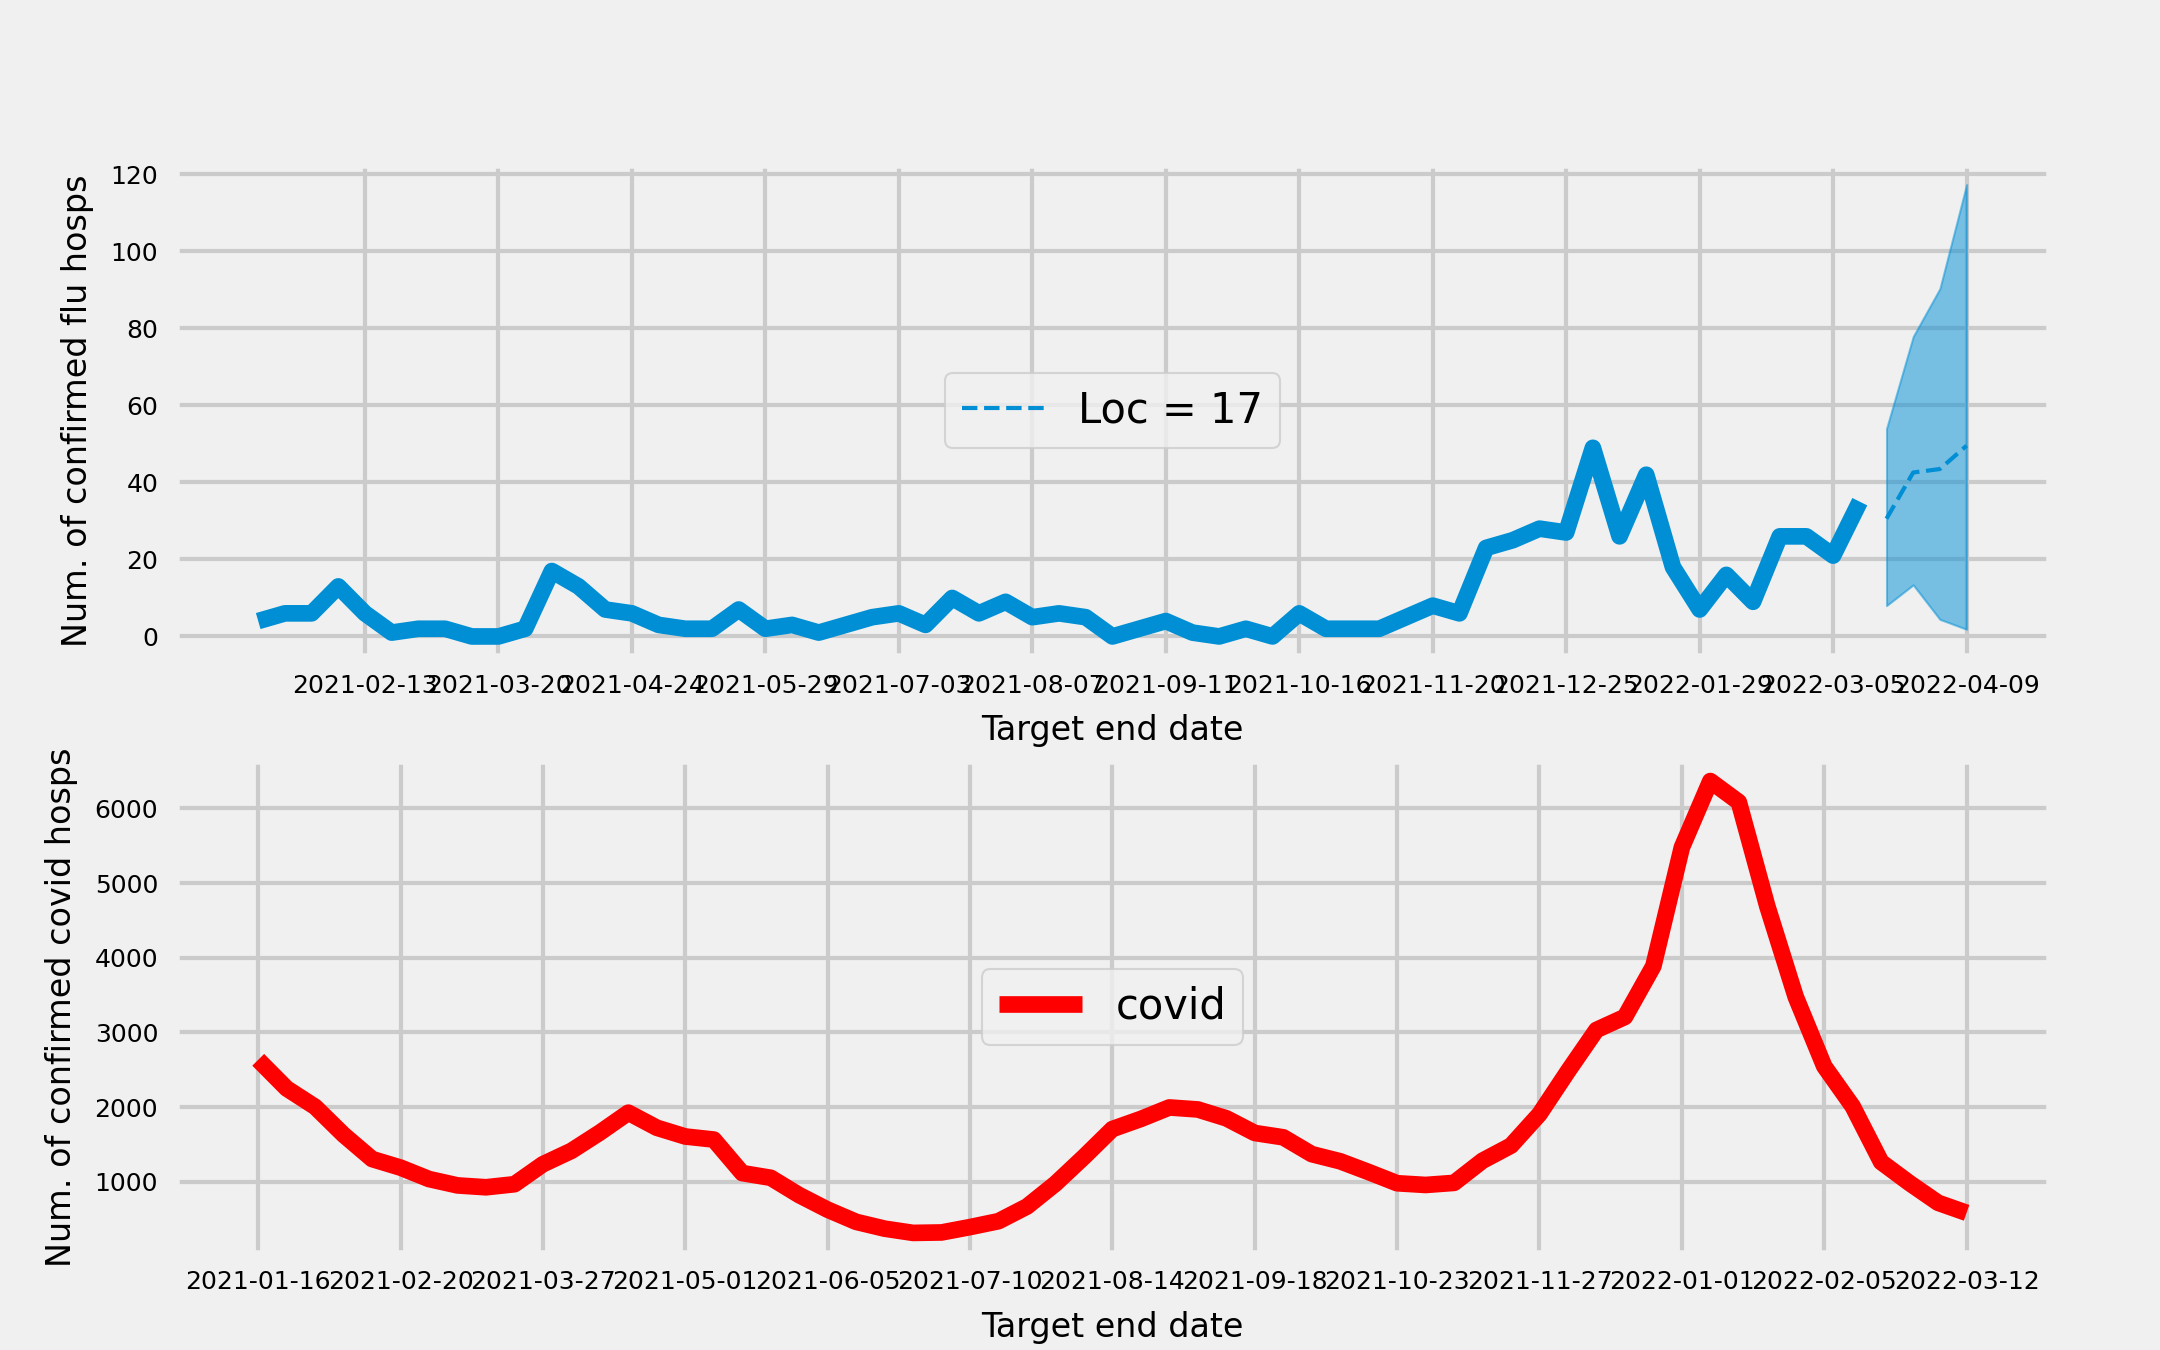 Num. of confirmed flu hosps
120
100
80
60
40
20
0
Loc = 17
2021-02-13 2021-03-20 2021-04-24 2021-05-29 2021-07-03 2021-08-07 2021-09-11 2021-10-16 2021-11-20 2021-12-25 2022-01-29 2022-03-05 2022-04-09
Target end date
Num. of confirmed covid hosps
6000
5000
4000
3000
2000
1000
covid
2021-01-16 2021-02-20 2021-03-27 2021-05-01 2021-06-05 2021-07-10 2021-08-14 2021-09-18 2021-10-23 2021-11-27 2022-01-01 2022-02-05 2022-03-12
Target end date